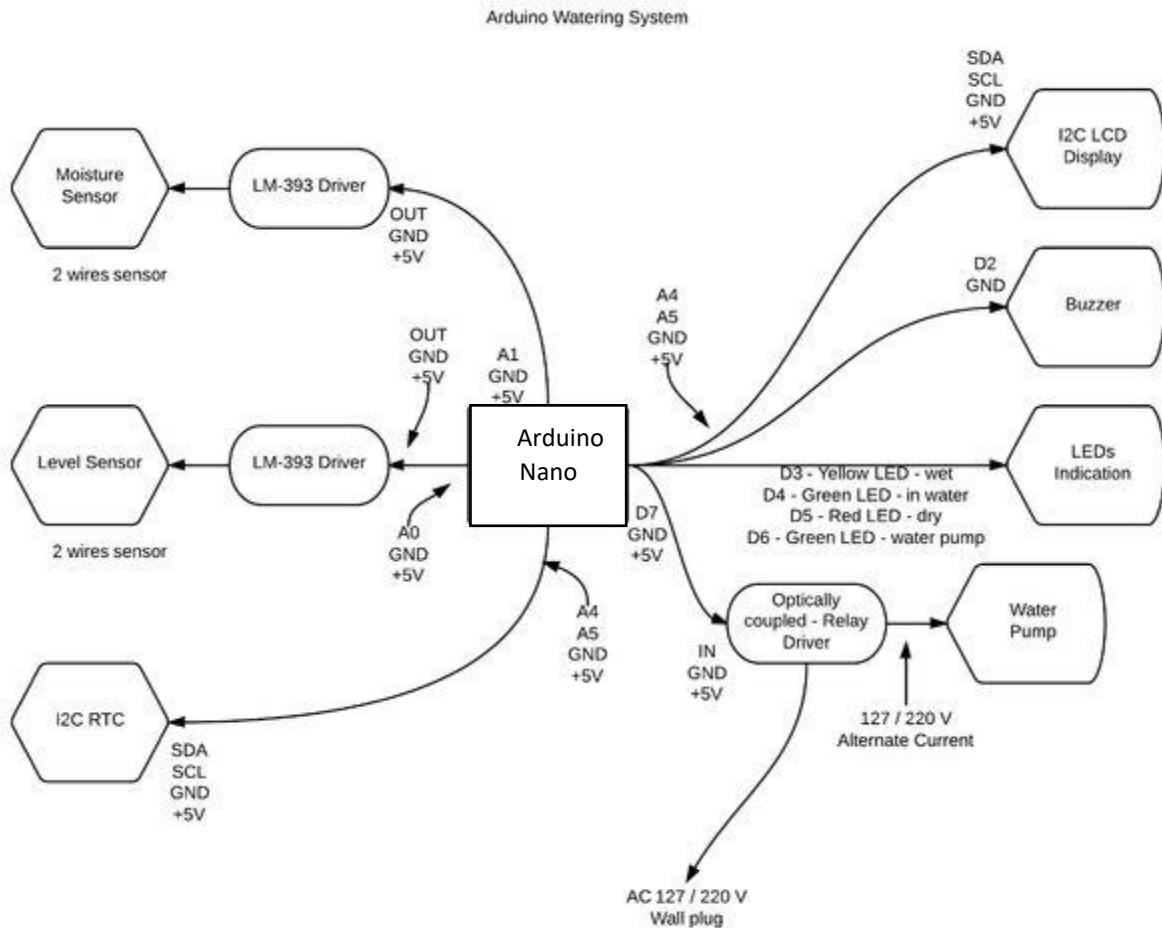 Arduino Watering System
SDA
SCL
GND
+5V
I2C LCD
Display
Moisture
Sensor
2 wires sensor
LM-393 Driver
OUT
GND
+5V
D2
GND
Buzzer
A4
A5
GND
+5V
OUT
GND
+5V
A1
GND
+5V
Level Sensor
2 wires sensor
LM-393 Driver
A0
GND
+5V
Arduino
Nano
LEDs
Indication
D3 - Yellow LED - wet
D4 - Green LED - in water
D5 - Red LED - dry
D6 - Green LED - water pump
D7
GND
+5V
A4
A5
GND
+5V
IN
GND
+5V
Optically
coupled - Relay
Driver
Water
Pump
127 / 220 V
Alternate Current
I2C RTC
SDA
SCL
GND
+5V
AC 127 / 220 V
Wall plug